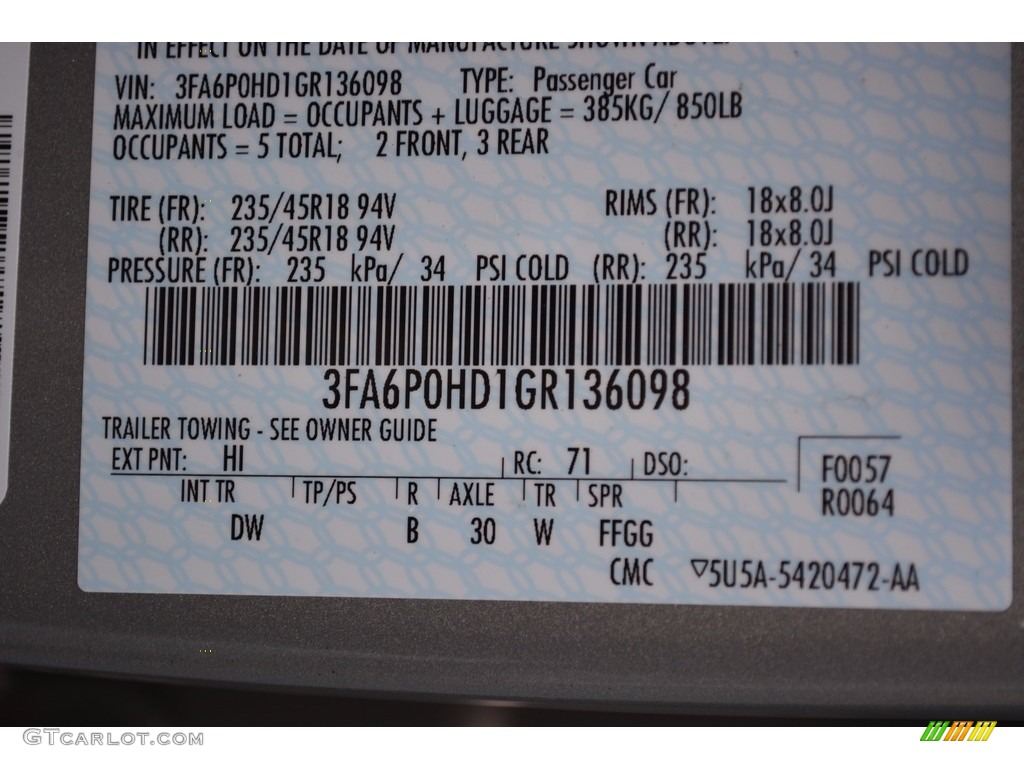 IN EFFECT ON THE DATE OF MANUFACTURE SHOWN ABOVE.
VIN: 3FA6P0HD1GR136098 TYPE: Passenger Car
MAXIMUM LOAD = OCCUPANTS + LUGGAGE = 385KG/ 850LB
OCCUPANTS = 5 TOTAL; 2 FRONT, 3 REAR
TIRE (FR): 235/45R18 94V RIMS (FR): 18x8.0J
(RR): 235/45R18 94V (RR): 18x8.0J
PRESSURE (FR): 235 kPa/ 34 PSI COLD (RR): 235 kPa/ 34 PSI COLD
3FA6P0HD1GR136098
TRAILER TOWING - SEE OWNER GUIDE
EXT PNT: HI RC: 71 DSO: F0057
INT TR TP/PS R AXLE TR SPR R0064
DW B 30 W FFGG
CMC ▽5U5A-5420472-AA
GTCARLOT.COM